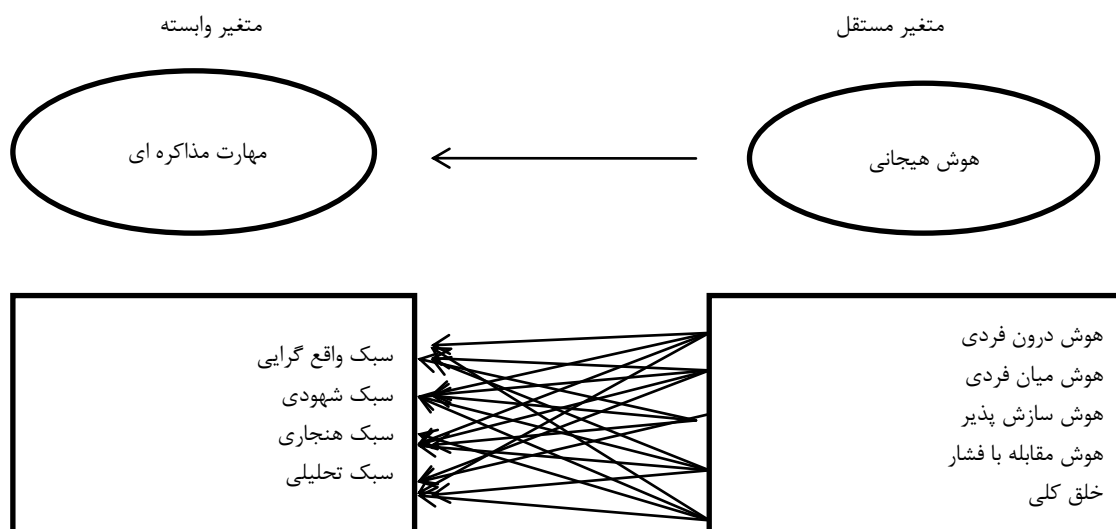 متغیر مستقل
متغیر وابسته
هوش هیجانی
مهارت مذاکره ای
هوش درون فردی
هوش میان فردی
هوش سازش پذیر
هوش مقابله با فشار
خلق کلی
سبک واقع گرایی
سبک شهودی
سبک هنجاری
سبک تحلیلی